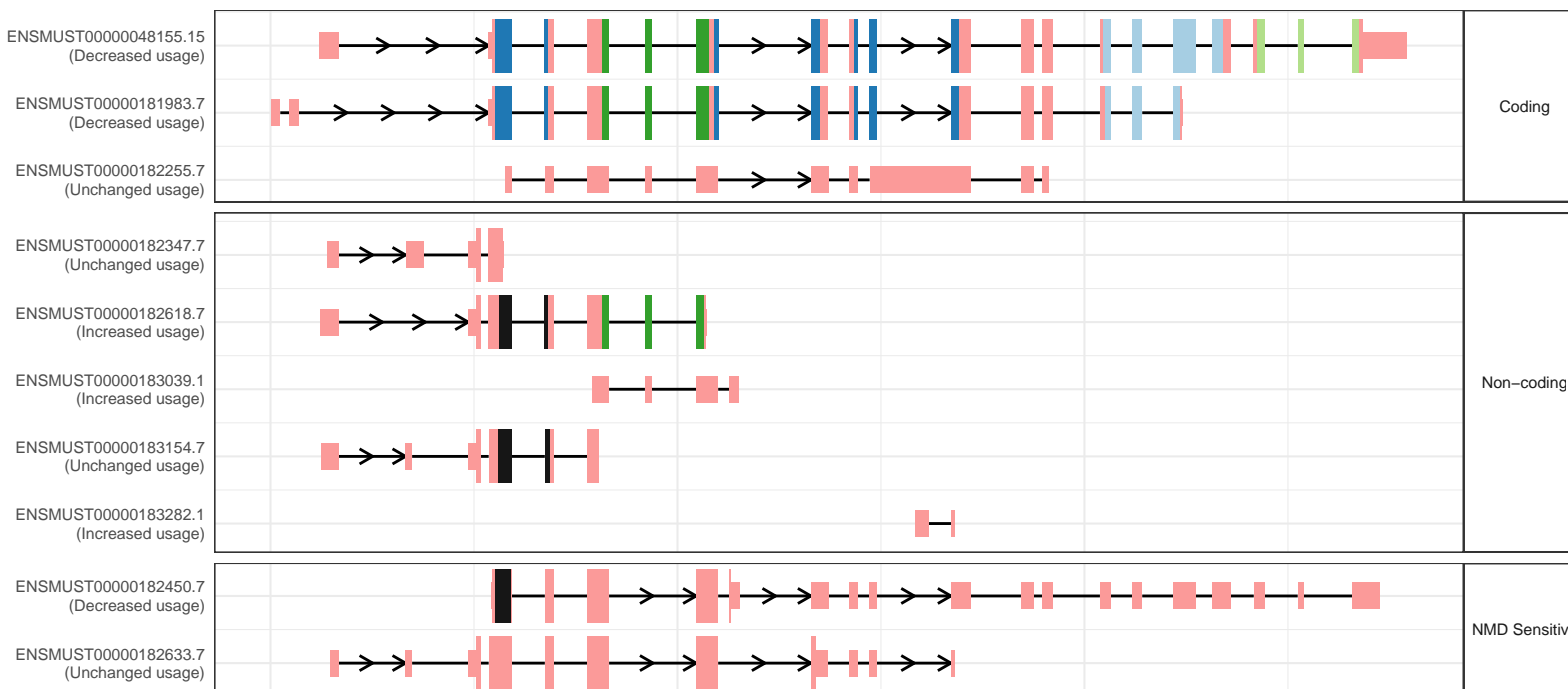 ENSMUST00000048155.15
(Decreased usage)
ENSMUST00000181983.7
(Decreased usage)
ENSMUST00000182255.7
(Unchanged usage)
Coding
ENSMUST00000182347.7
(Unchanged usage)
ENSMUST00000182618.7
(Increased usage)
ENSMUST00000183039.1
(Increased usage)
ENSMUST00000183154.7
(Unchanged usage)
ENSMUST00000183282.1
(Increased usage)
Non−coding
ENSMUST00000182450.7
(Decreased usage)
ENSMUST00000182633.7
(Unchanged usage)
NMD Sensitiv